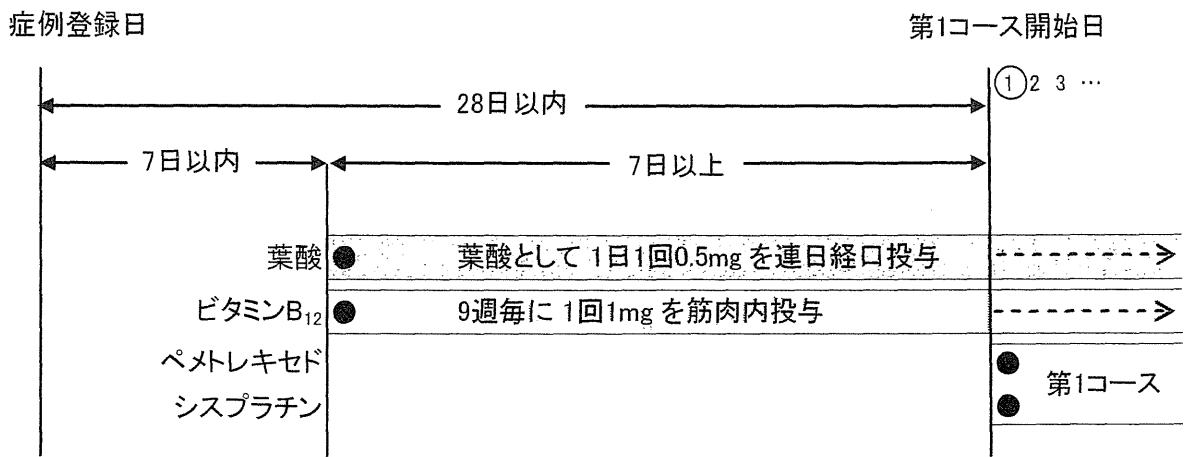 症例登録日
第1コース開始日
① 2 3 …
28日以内
7日以内
7日以上
葉酸
葉酸として 1日1回0.5mg を連日経口投与
ビタミンB₁₂
9週毎に 1回1mg を筋肉内投与
ペメトレキセド
シスプラチン
第1コース